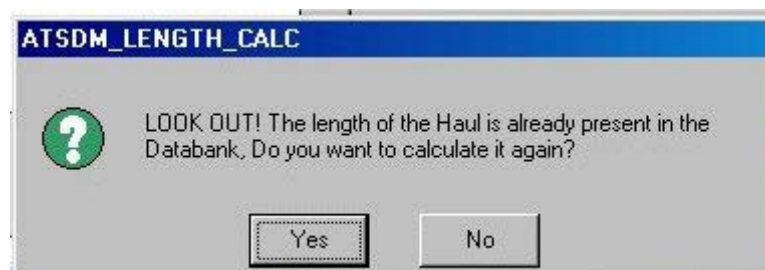 ATSDM_LENGTH_CALC
LOOK OUT! The length of the Haul is already present in the
Databank, Do you want to calculate it again?
Yes No